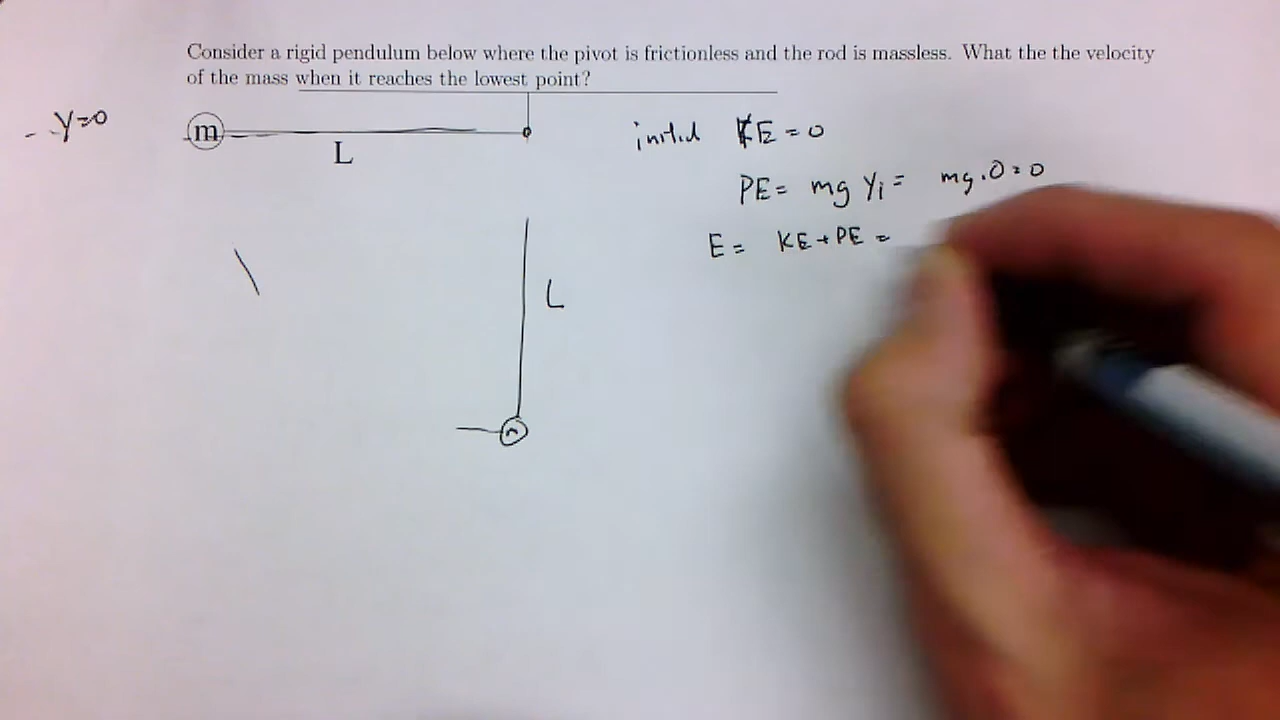 Consider a rigid pendulum below where the pivot is frictionless and the rod is massless. What the the velocity
of the mass when it reaches the lowest point?
- y=0
m
L
initial KE = 0
PE = mg yi = mg.0=0
E = KE+PE =
L
m